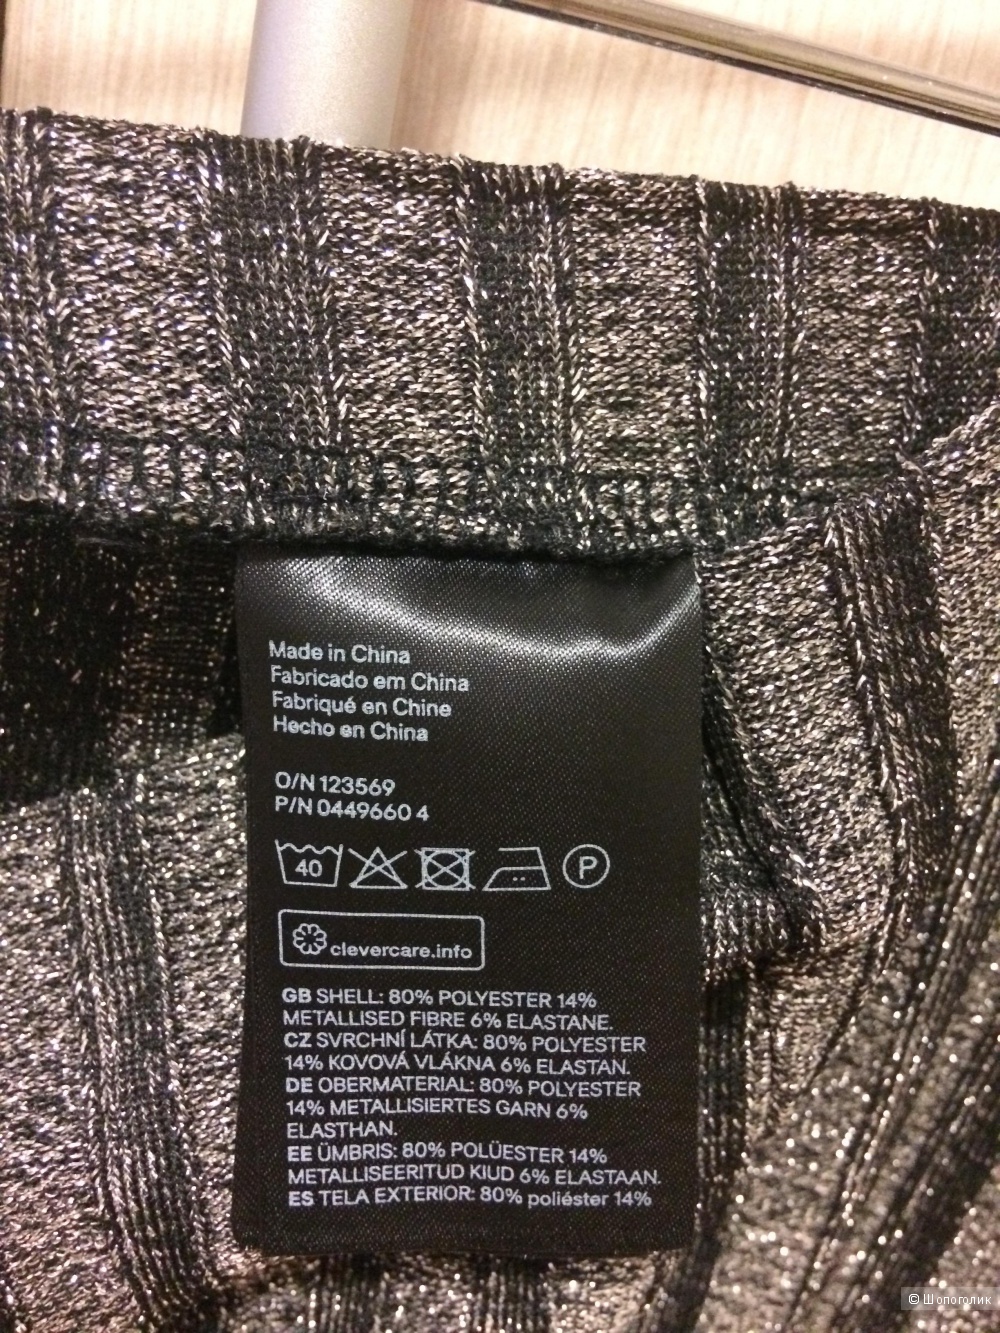 Made in China
Fabricado em China
Fabriqué en Chine
Hecho en China
O/N 123569
P/N 0449660 4
40
P
clevercare.info
GB SHELL: 80% POLYESTER 14%
METALLISED FIBRE 6% ELASTANE.
CZ SVRCHNÍ LÁTKA: 80% POLYESTER
14% KOVOVÁ VLÁKNA 6% ELASTAN.
DE OBERMATERIAL: 80% POLYESTER
14% METALLISIERTES GARN 6%
ELASTHAN.
EE ÜMBRIS: 80% POLÜESTER 14%
METALLISEERITUD KIUD 6% ELASTAAN.
ES TELA EXTERIOR: 80% poliéster 14%
© Шопоголик